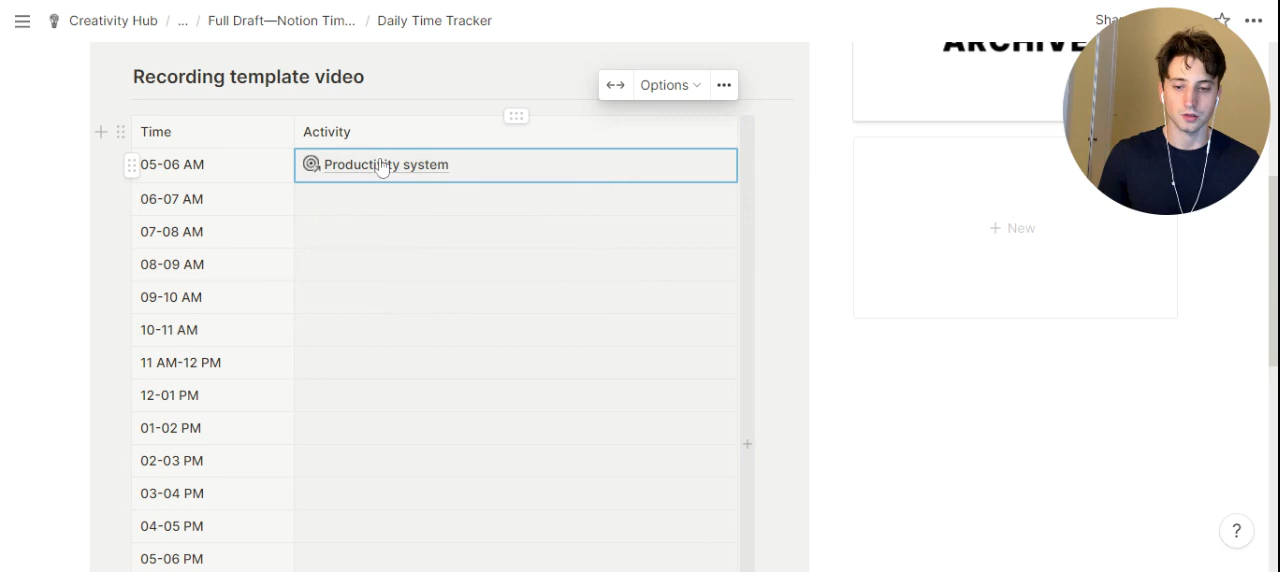 Creativity Hub / ... / Full Draft—Notion Tim... / Daily Time Tracker
Recording template video
Options
Time Activity
05-06 AM Productivity system
06-07 AM
07-08 AM
08-09 AM
09-10 AM
10-11 AM
11 AM-12 PM
12-01 PM
01-02 PM
02-03 PM
03-04 PM
04-05 PM
05-06 PM
+ New
?